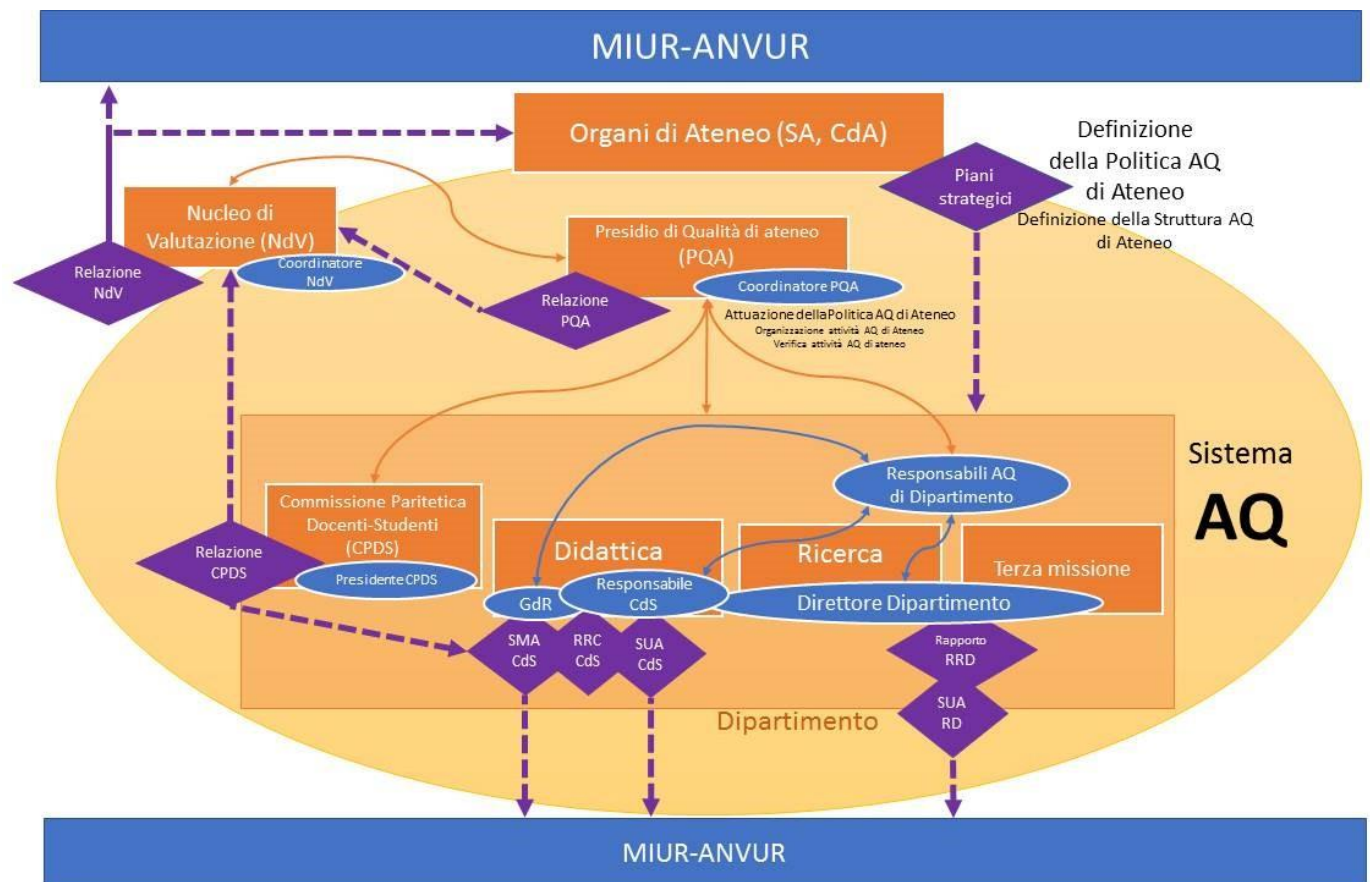 MIUR-ANVUR
Organi di Ateneo (SA, CdA)
Definizione
della Politica AQ
di Ateneo
Definizione della Struttura AQ
di Ateneo
Piani
strategici
Nucleo di
Valutazione (NdV)
Coordinatore
NdV
Relazione
NdV
Presidio di Qualità di ateneo
(PQA)
Coordinatore PQA
Relazione
PQA
Attuazione della Politica AQ di Ateneo
Organizzazione attività AQ di Ateneo
Verifica attività AQ di ateneo
Sistema
AQ
Responsabili AQ
di Dipartimento
Commissione Paritetica
Docenti-Studenti
(CPDS)
Presidente CPDS
Relazione
CPDS
Didattica
Responsabile
CdS
GdR
Ricerca
Terza missione
Direttore Dipartimento
SMA
CdS
RRC
CdS
SUA
CdS
Rapporto
RRD
SUA
RD
Dipartimento
MIUR-ANVUR